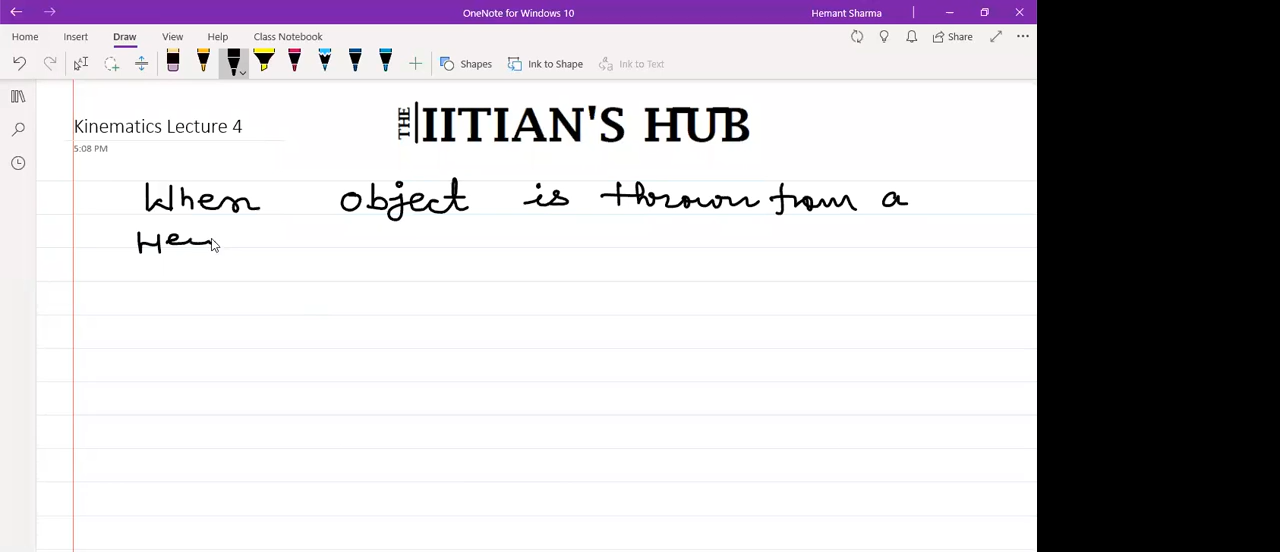 OneNote for Windows 10
Hemant Sharma
Home Insert Draw View Help Class Notebook
Share
Shapes Ink to Shape Ink to Text
Kinematics Lecture 4
5:08 PM
THE IITIAN'S HUB
When object is thrown from a